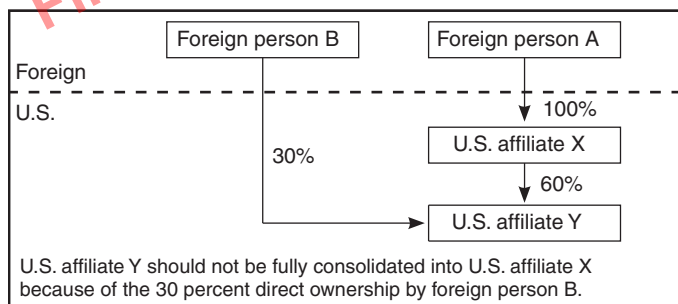 Foreign person B
Foreign person A
Foreign
U.S.
100%
U.S. affiliate X
30%
60%
U.S. affiliate Y
U.S. affiliate Y should not be fully consolidated into U.S. affiliate X
because of the 30 percent direct ownership by foreign person B.